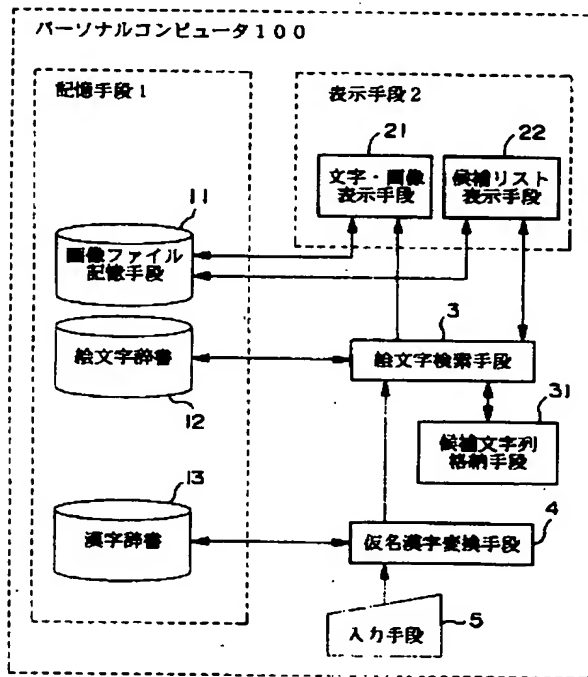 パーソナルコンピュータ100
記憶手段1
表示手段2
21
22
文字・画像
表示手段
候補リスト
表示手段
11
画像ファイル
記憶手段
3
絵文字辞書
絵文字検索手段
12
31
候補文字列
格納手段
13
4
漢字辞書
仮名漢字変換手段
入力手段
5